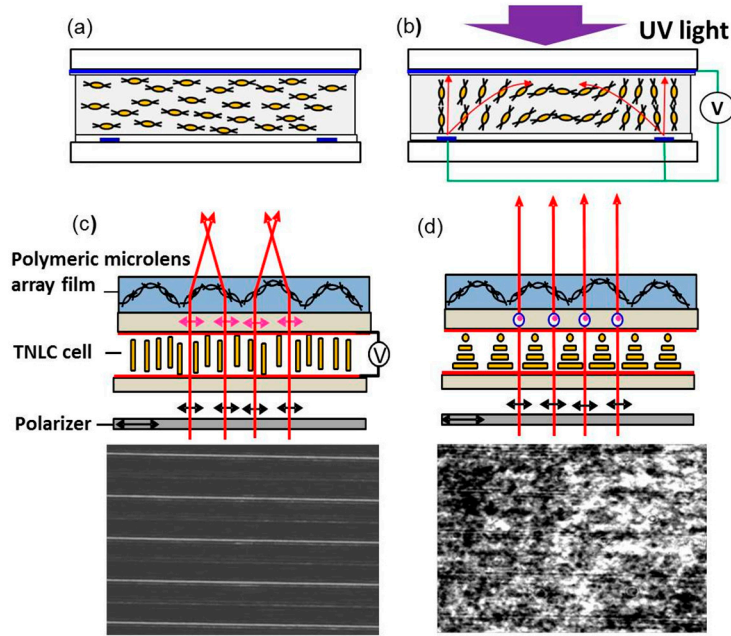 (a)
(b)
UV light
V
(c)
(d)
Polymeric microlens
array film
TNLC cell
V
Polarizer